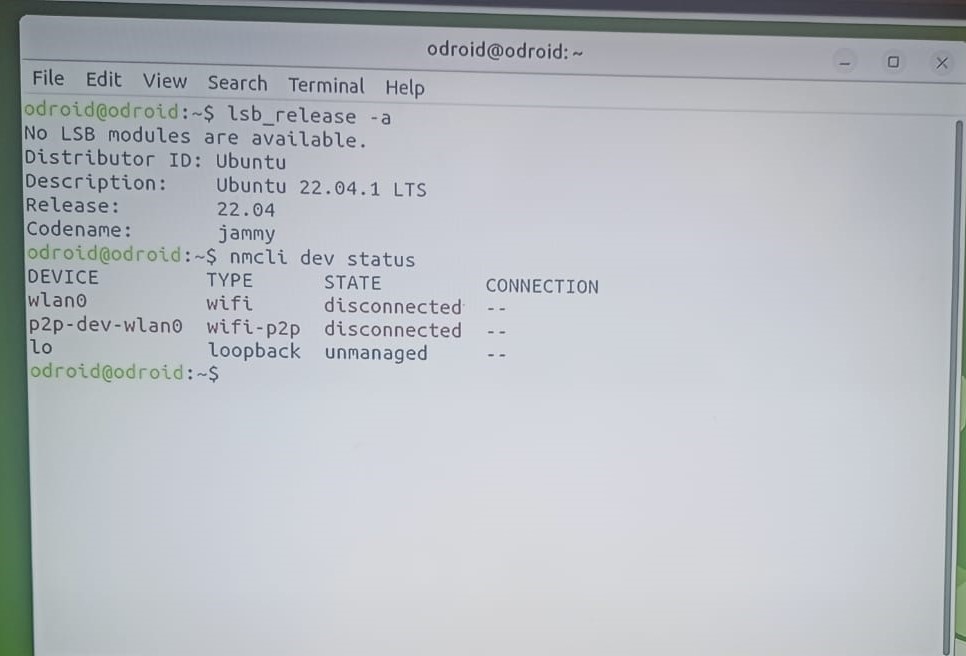 odroid@odroid: ~
File Edit View Search Terminal Help
odroid@odroid:~$ lsb_release -a
No LSB modules are available.
Distributor ID: Ubuntu
Description: Ubuntu 22.04.1 LTS
Release: 22.04
Codename: jammy
odroid@odroid:~$ nmcli dev status
DEVICE TYPE STATE CONNECTION
wlan0 wifi disconnected --
p2p-dev-wlan0 wifi-p2p disconnected --
lo loopback unmanaged --
odroid@odroid:~$